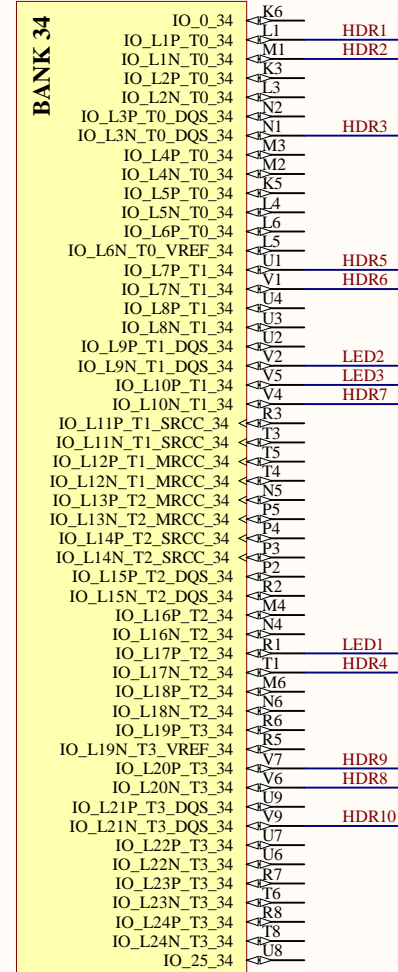 BANK 34
IO_0_34 K6
IO_L1P_T0_34 L1 HDR1
IO_L1N_T0_34 M1 HDR2
IO_L2P_T0_34 K3
IO_L2N_T0_34 L3
IO_L3P_T0_DQS_34 N2
IO_L3N_T0_DQS_34 N1 HDR3
IO_L4P_T0_34 M3
IO_L4N_T0_34 M2
IO_L5P_T0_34 K5
IO_L5N_T0_34 L4
IO_L6P_T0_34 L6
IO_L6N_T0_VREF_34 L5
IO_L7P_T1_34 U1 HDR5
IO_L7N_T1_34 V1 HDR6
IO_L8P_T1_34 U4
IO_L8N_T1_34 U3
IO_L9P_T1_DQS_34 U2
IO_L9N_T1_DQS_34 V2 LED2
IO_L10P_T1_34 V5 LED3
IO_L10N_T1_34 V4 HDR7
IO_L11P_T1_SRCC_34 R3
IO_L11N_T1_SRCC_34 T3
IO_L12P_T1_MRCC_34 T5
IO_L12N_T1_MRCC_34 T4
IO_L13P_T2_MRCC_34 N5
IO_L13N_T2_MRCC_34 P5
IO_L14P_T2_SRCC_34 P4
IO_L14N_T2_SRCC_34 P3
IO_L15P_T2_DQS_34 P2
IO_L15N_T2_DQS_34 R2
IO_L16P_T2_34 M4
IO_L16N_T2_34 N4
IO_L17P_T2_34 R1 LED1
IO_L17N_T2_34 T1 HDR4
IO_L18P_T2_34 M6
IO_L18N_T2_34 N6
IO_L19P_T3_34 R6
IO_L19N_T3_VREF_34 R5
IO_L20P_T3_34 V7 HDR9
IO_L20N_T3_34 V6 HDR8
IO_L21P_T3_DQS_34 U9
IO_L21N_T3_DQS_34 V9 HDR10
IO_L22P_T3_34 U7
IO_L22N_T3_34 U6
IO_L23P_T3_34 R7
IO_L23N_T3_34 T6
IO_L24P_T3_34 R8
IO_L24N_T3_34 T8
IO_25_34 U8